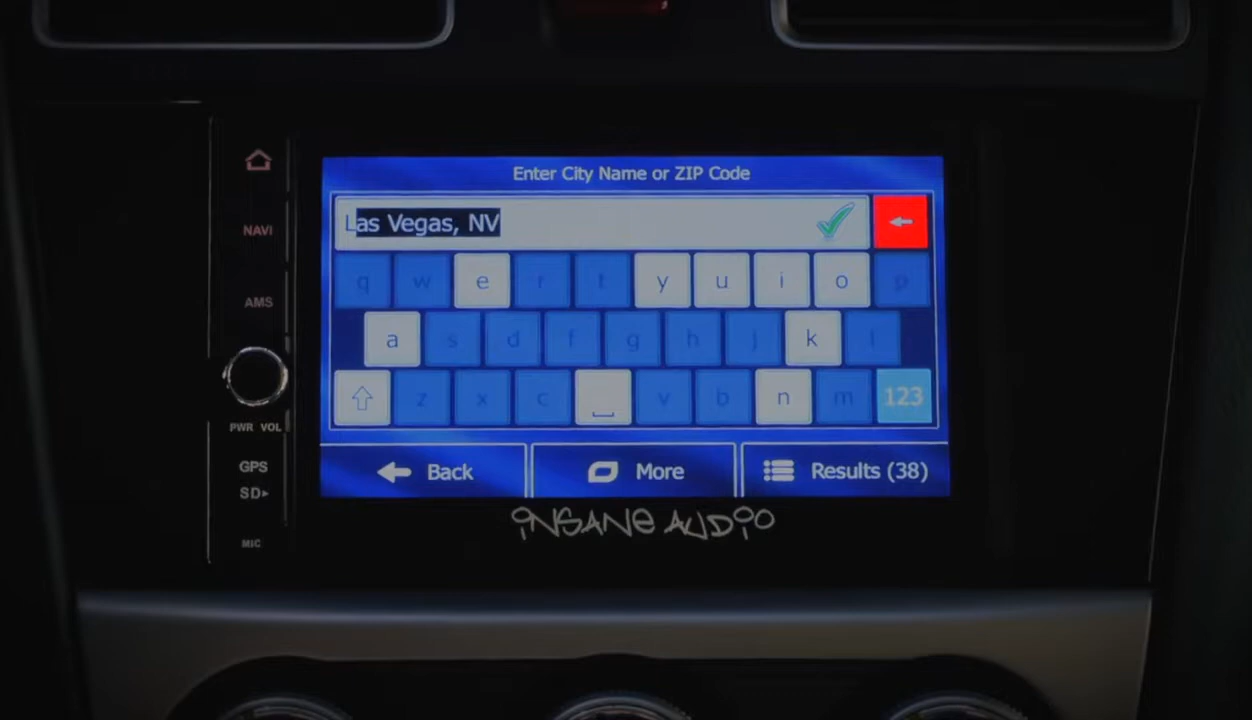 Enter City Name or ZIP Code
Las Vegas, NV
q w e r t y u i o p
a s d f g h j k l
z x c v b n m 123
Back More Results (38)
NAVI
AMS
PWR VOL
GPS
SD
MIC
iNSANE AUDiO